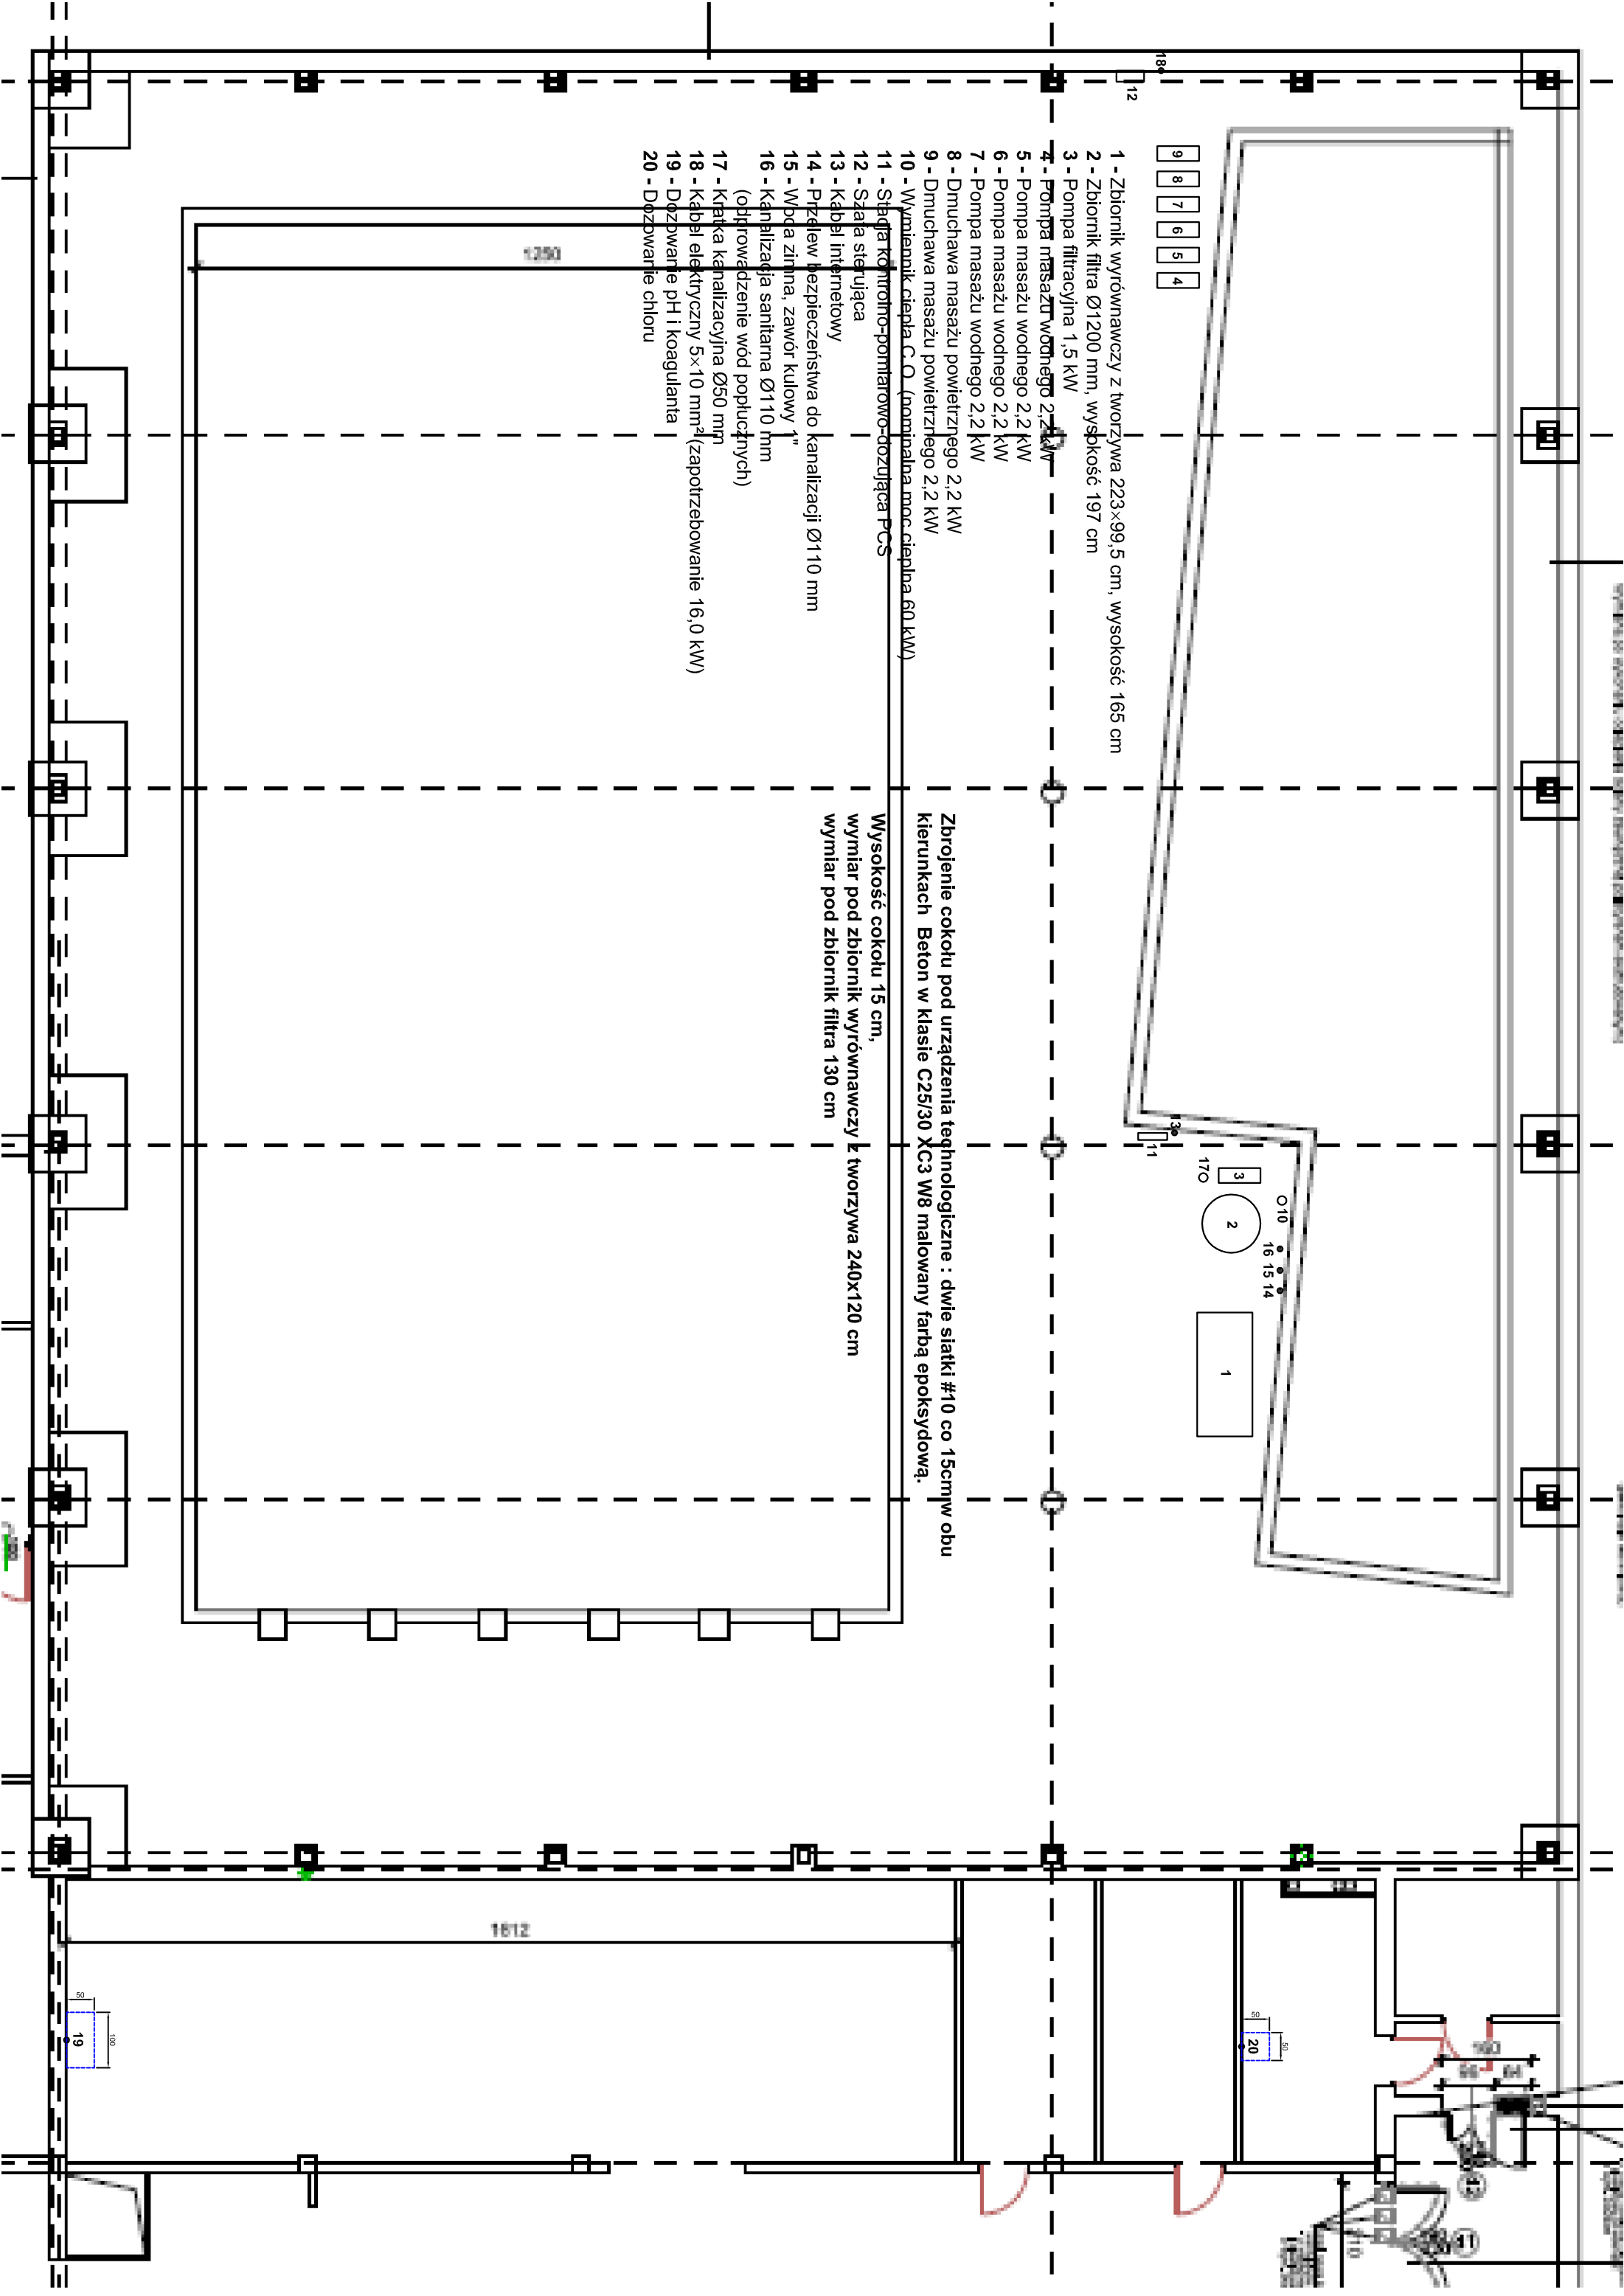 1 - Zbiornik wyrównawczy z tworzywa 223×99,5 cm, wysokość 165 cm
2 - Zbiornik filtra Ø1200 mm, wysokość 197 cm
3 - Pompa filtracyjna 1,5 kW
4 - Pompa masażu wodnego 2,2 kW
5 - Pompa masażu wodnego 2,2 kW
6 - Pompa masażu wodnego 2,2 kW
7 - Pompa masażu wodnego 2,2 kW
8 - Dmuchawa masażu powietrznego 2,2 kW
9 - Dmuchawa masażu powietrznego 2,2 kW
10 - Wymiennik ciepła C.O. (nominalna moc cieplna 60 kW)
11 - Stacja kontrolno-pomiarowo-dozująca PCS
12 - Szafa sterująca
13 - Kabel internetowy
14 - Przelew bezpieczeństwa do kanalizacji Ø110 mm
15 - Woda zimna, zawór kulowy 1"
16 - Kanalizacja sanitarna Ø110 mm
(odprowadzenie wód popłucznych)
17 - Kratka kanalizacyjna Ø50 mm
18 - Kabel elektryczny 5×10 mm² (zapotrzebowanie 16,0 kW)
19 - Dozowanie pH i koagulanta
20 - Dozowanie chloru
Zbrojenie cokołu pod urządzenia technologiczne : dwie siatki #10 co 15cm w obu
kierunkach Beton w klasie C25/30 XC3 W8 malowany farbą epoksydową.
Wysokość cokołu 15 cm,
wymiar pod zbiornik wyrównawczy z tworzywa 240x120 cm
wymiar pod zbiornik filtra 130 cm
18
12
9
8
7
6
5
4
1250
13
11
17
3
10
2
16
15
14
1
1812
50
100
19
50
50
20
160
96
64